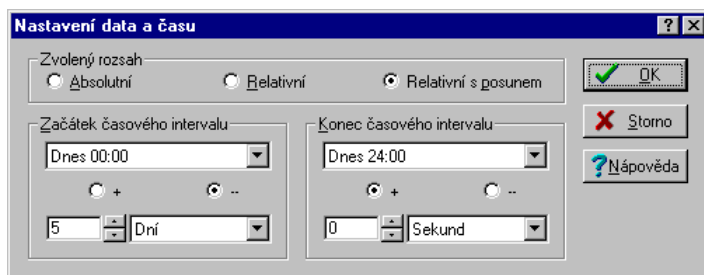 Nastavení data a času
Zvolený rozsah
Absolutní
Relativní
Relativní s posunem
OK
Storno
Nápověda
Začátek časového intervalu
Dnes 00:00
+
--
5
Dní
Konec časového intervalu
Dnes 24:00
+
--
0
Sekund